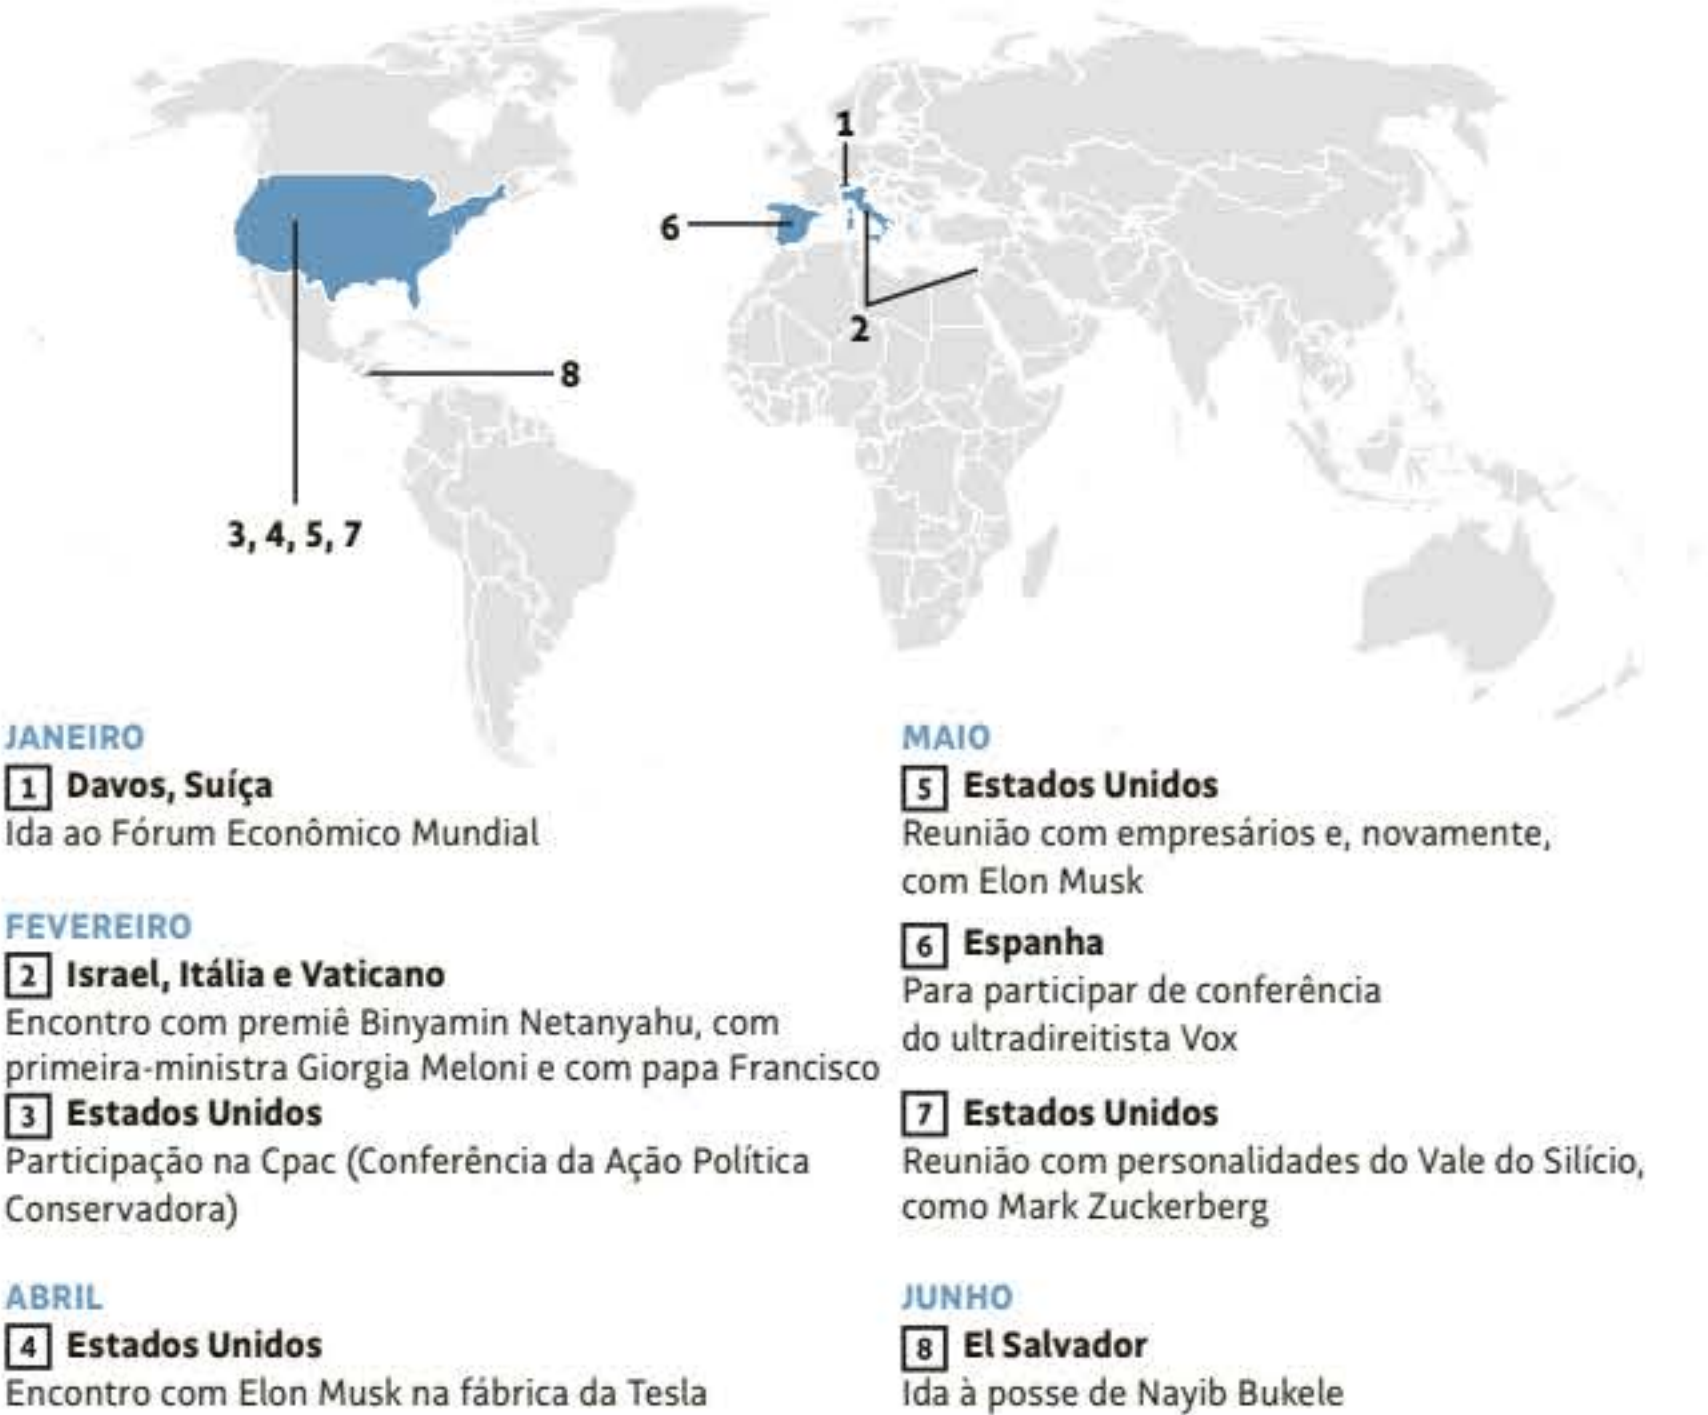 1
6
2
8
3, 4, 5, 7
JANEIRO
1 Davos, Suíça
Ida ao Fórum Econômico Mundial
FEVEREIRO
2 Israel, Itália e Vaticano
Encontro com premiê Binyamin Netanyahu, com
primeira-ministra Giorgia Meloni e com papa Francisco
3 Estados Unidos
Participação na Cpac (Conferência da Ação Política
Conservadora)
ABRIL
4 Estados Unidos
Encontro com Elon Musk na fábrica da Tesla
MAIO
5 Estados Unidos
Reunião com empresários e, novamente,
com Elon Musk
6 Espanha
Para participar de conferência
do ultradireitista Vox
7 Estados Unidos
Reunião com personalidades do Vale do Silício,
como Mark Zuckerberg
JUNHO
8 El Salvador
Ida à posse de Nayib Bukele